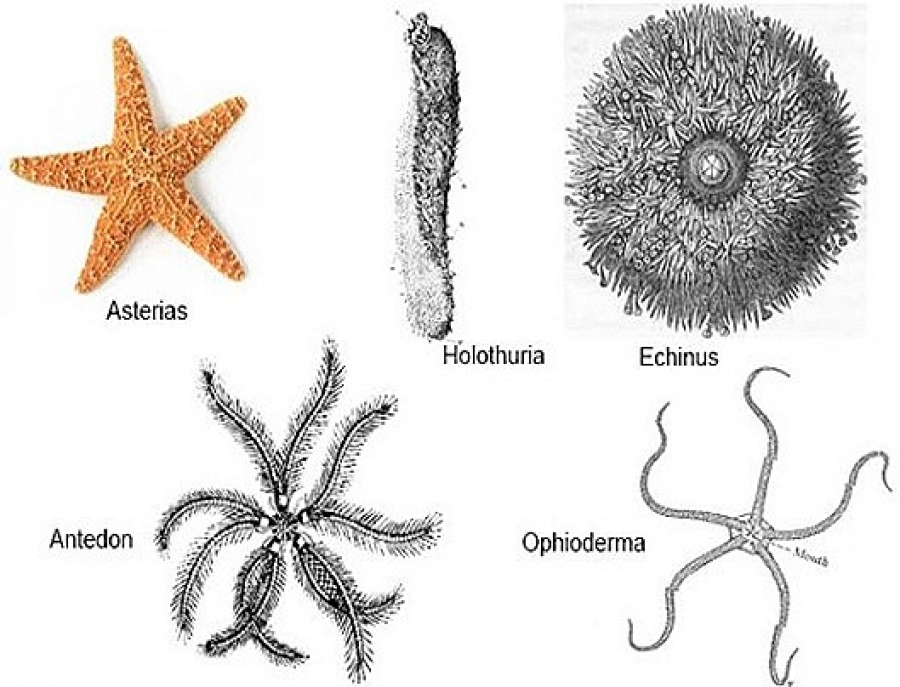 Asterias
Holothuria
Echinus
Antedon
Ophioderma
Mouth